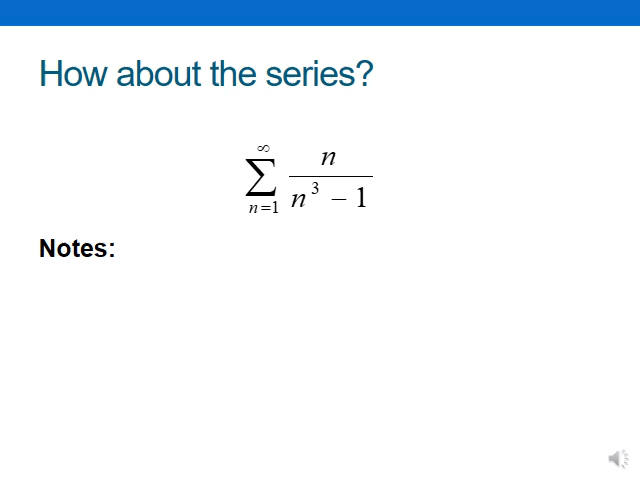 How about the series?
∞
∑ n / (n³ − 1)
n=1
Notes: